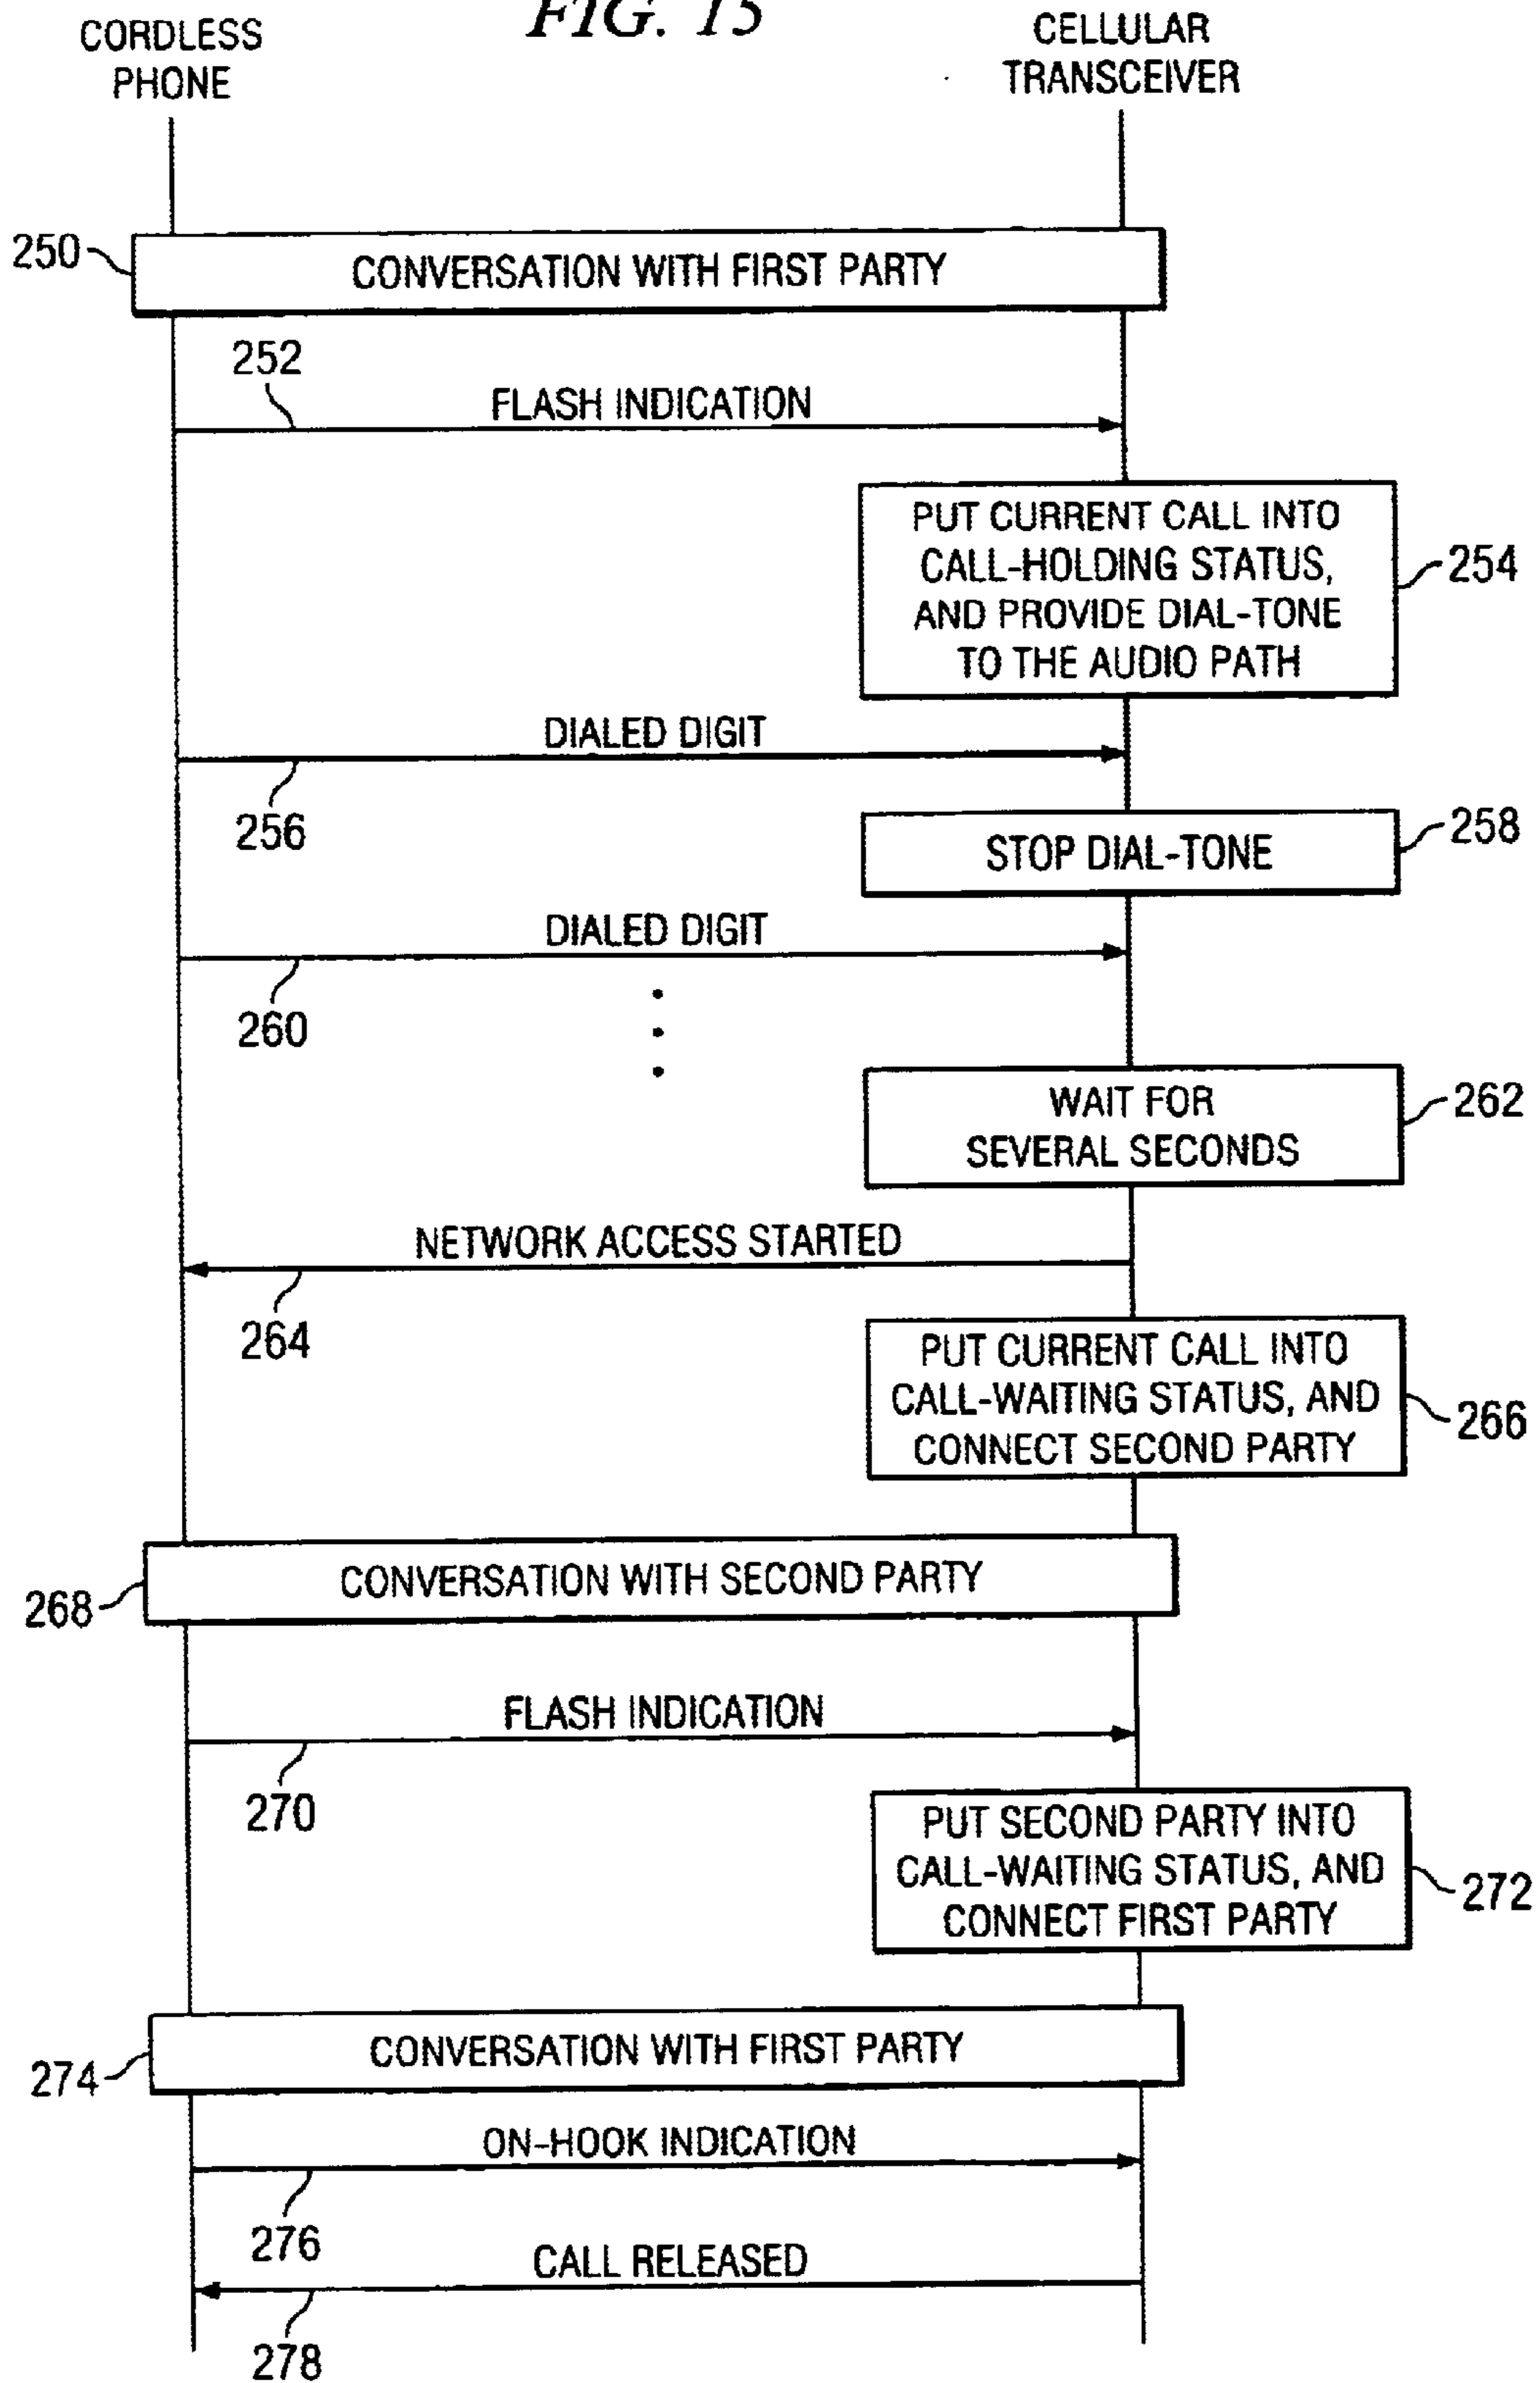 FIG. 15
CORDLESS
PHONE
CELLULAR
TRANSCEIVER
250
CONVERSATION WITH FIRST PARTY
252
FLASH INDICATION
PUT CURRENT CALL INTO
CALL-HOLDING STATUS,
AND PROVIDE DIAL-TONE
TO THE AUDIO PATH
254
DIALED DIGIT
256
STOP DIAL-TONE
258
DIALED DIGIT
260
WAIT FOR
SEVERAL SECONDS
262
NETWORK ACCESS STARTED
264
PUT CURRENT CALL INTO
CALL-WAITING STATUS, AND
CONNECT SECOND PARTY
266
CONVERSATION WITH SECOND PARTY
268
FLASH INDICATION
270
PUT SECOND PARTY INTO
CALL-WAITING STATUS, AND
CONNECT FIRST PARTY
272
CONVERSATION WITH FIRST PARTY
274
ON-HOOK INDICATION
276
CALL RELEASED
278